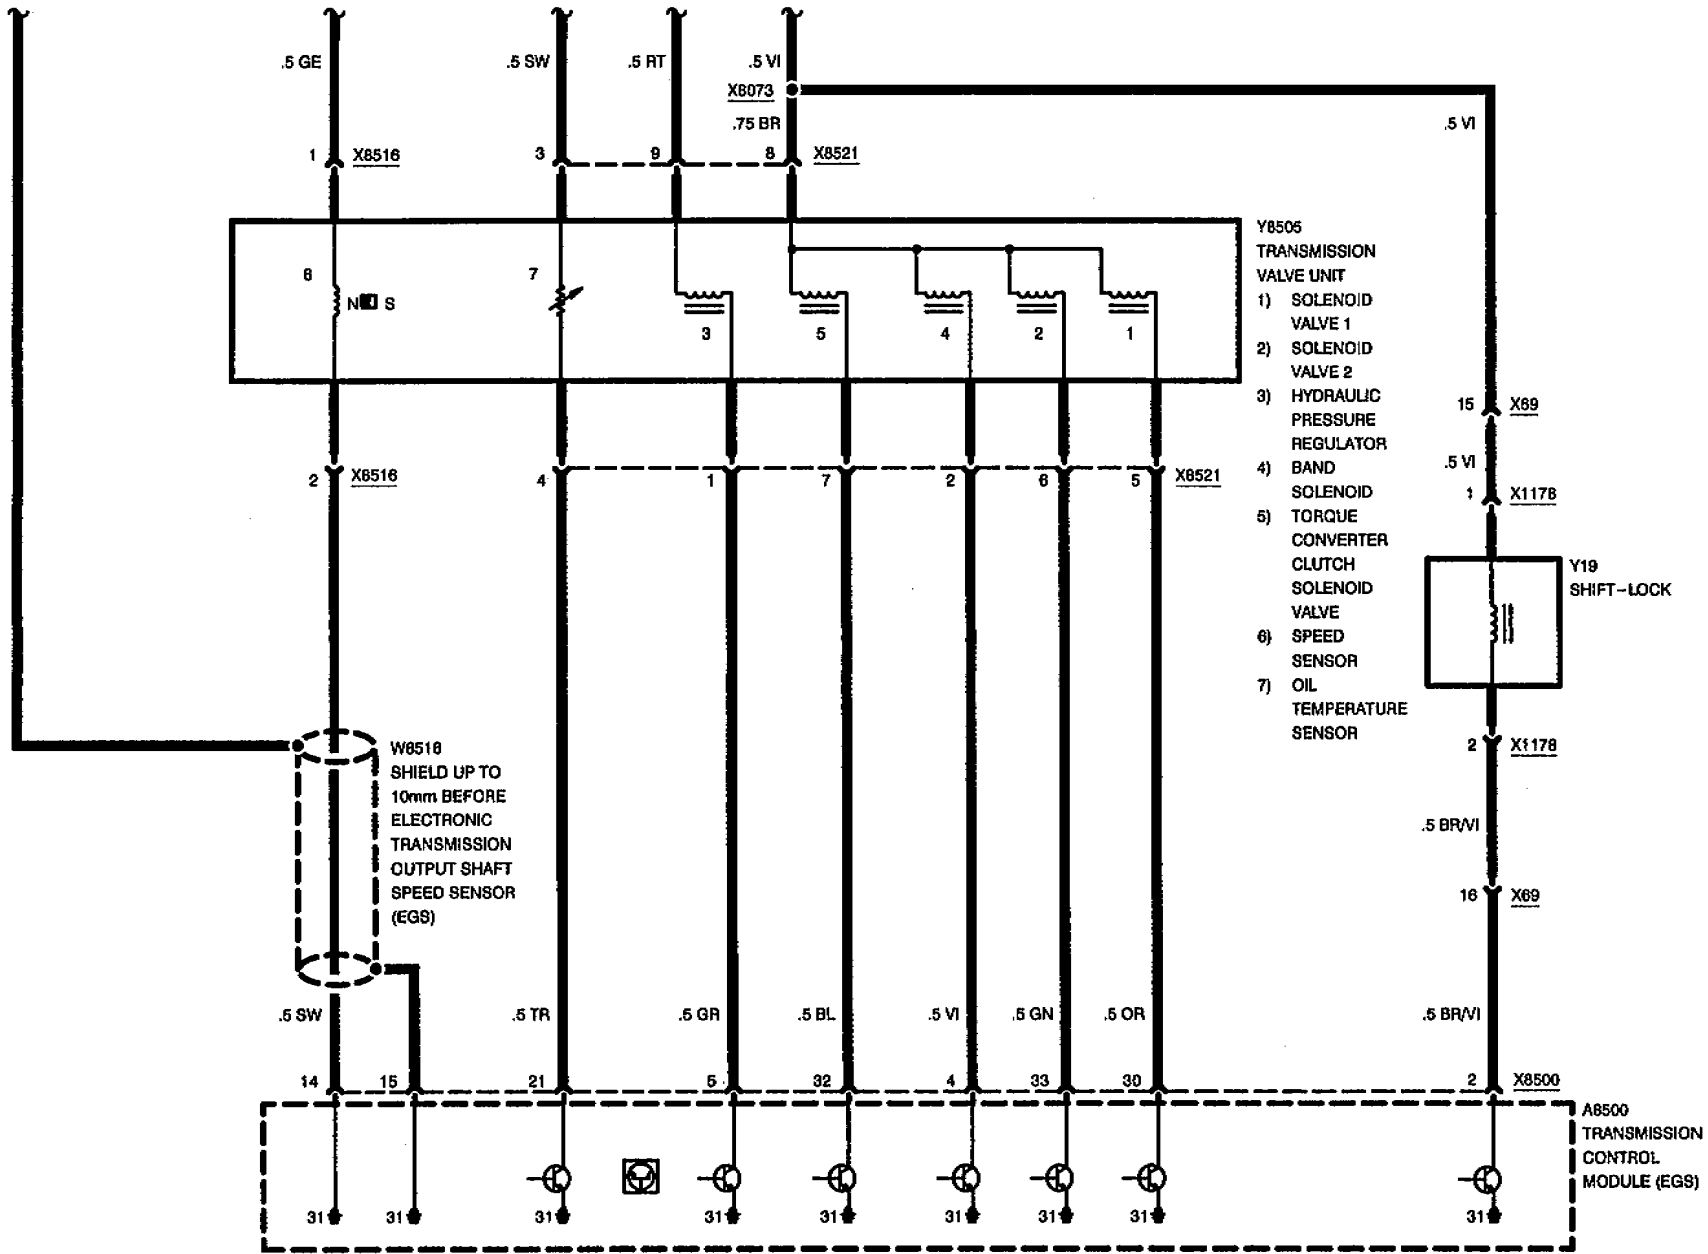 .5 GE
.5 SW
.5 RT
.5 VI
X8073
.75 BR
.5 VI
1
X8516
3
9
8
X8521
6
N S
7
3
5
4
2
1
Y8505
TRANSMISSION
VALVE UNIT
1) SOLENOID
VALVE 1
2) SOLENOID
VALVE 2
3) HYDRAULIC
PRESSURE
REGULATOR
4) BAND
SOLENOID
5) TORQUE
CONVERTER
CLUTCH
SOLENOID
VALVE
6) SPEED
SENSOR
7) OIL
TEMPERATURE
SENSOR
15
X69
.5 VI
1
X1178
Y19
SHIFT-LOCK
2
X1178
.5 BR/VI
16
X69
.5 BR/VI
2
X8516
4
1
7
2
6
5
X8521
W8518
SHIELD UP TO
10mm BEFORE
ELECTRONIC
TRANSMISSION
OUTPUT SHAFT
SPEED SENSOR
(EGS)
.5 SW
.5 TR
.5 GR
.5 BL
.5 VI
.5 GN
.5 OR
14
15
21
5
32
4
33
30
2
X8500
A8500
TRANSMISSION
CONTROL
MODULE (EGS)
31
31
31
31
31
31
31
31
31